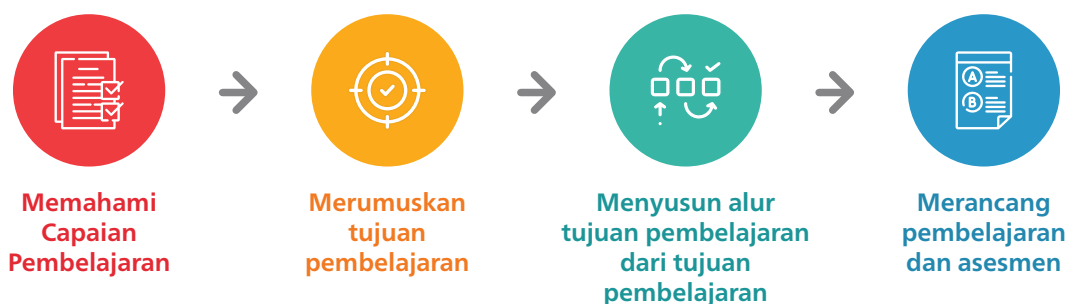 Memahami
Capaian
Pembelajaran
Merumuskan
tujuan
pembelajaran
Menyusun alur
tujuan pembelajaran
dari tujuan
pembelajaran
A
B
Merancang
pembelajaran
dan asesmen